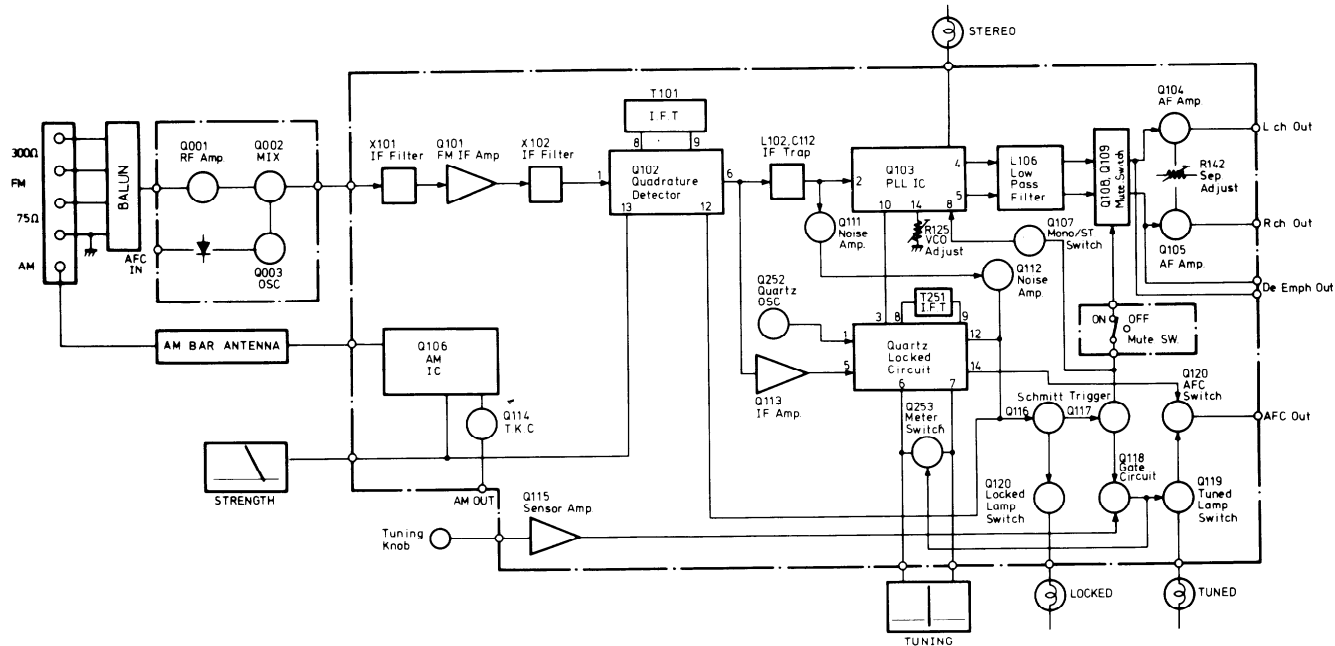 STEREO
T101
I.F.T
8
9
Q104
AF Amp.
L ch Out
300Ω
FM
75Ω
AM
BALUN
Q001
RF Amp.
Q002
MIX
Q003
OSC
AFC
IN
X101
IF Filter
Q101
FM IF Amp
X102
IF Filter
1
Q102
Quadrature
Detector
6
13
12
L102,C112
IF Trap
2
Q103
PLL IC
4
5
10
14
8
L106
Low
Pass
Filter
Q108, Q109
Mute Switch
R142
Sep
Adjust
R ch Out
Q105
AF Amp.
Q111
Noise
Amp.
R125
VCO
Adjust
Q107
Mono/ST
Switch
De Emph Out
Q112
Noise
Amp.
Q252
Quartz
OSC
T251
I.F.T
3
8
9
1
12
5
14
6
7
Quartz
Locked
Circuit
Q113
IF Amp.
ON
OFF
Mute SW.
AM BAR ANTENNA
Q106
AM
IC
Q114
T.K.C
Q253
Meter
Switch
Schmitt Trigger
Q116
Q117
Q120
AFC
Switch
AFC Out
STRENGTH
AM OUT
Q118
Gate
Circuit
Q120
Locked
Lamp
Switch
Q119
Tuned
Lamp
Switch
Q115
Sensor Amp.
Tuning
Knob
LOCKED
TUNED
TUNING